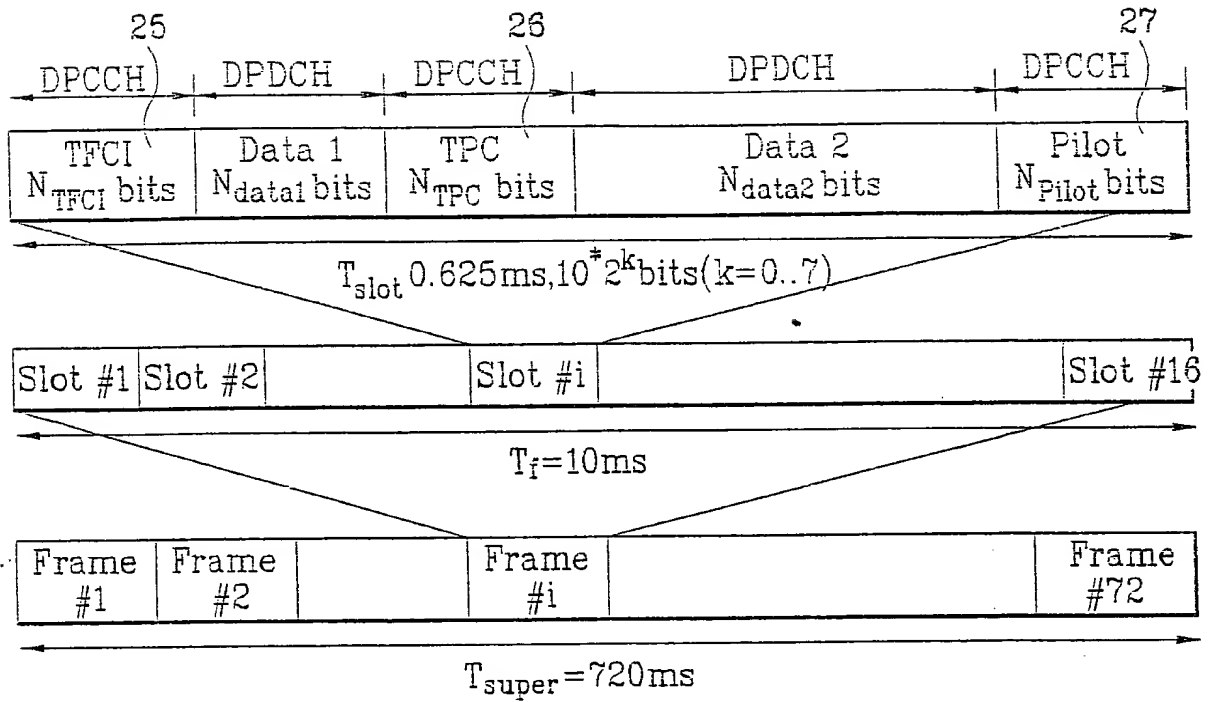 25 26 27
DPCCH DPDCH DPCCH DPDCH DPCCH
TFCI Data 1 TPC Data 2 Pilot
N_TFCI bits N_data1 bits N_TPC bits N_data2 bits N_Pilot bits
T_slot 0.625ms,10*2^k bits(k=0..7)
Slot #1 Slot #2 Slot #i Slot #16
T_f=10ms
Frame Frame Frame Frame
#1 #2 #i #72
T_super=720ms